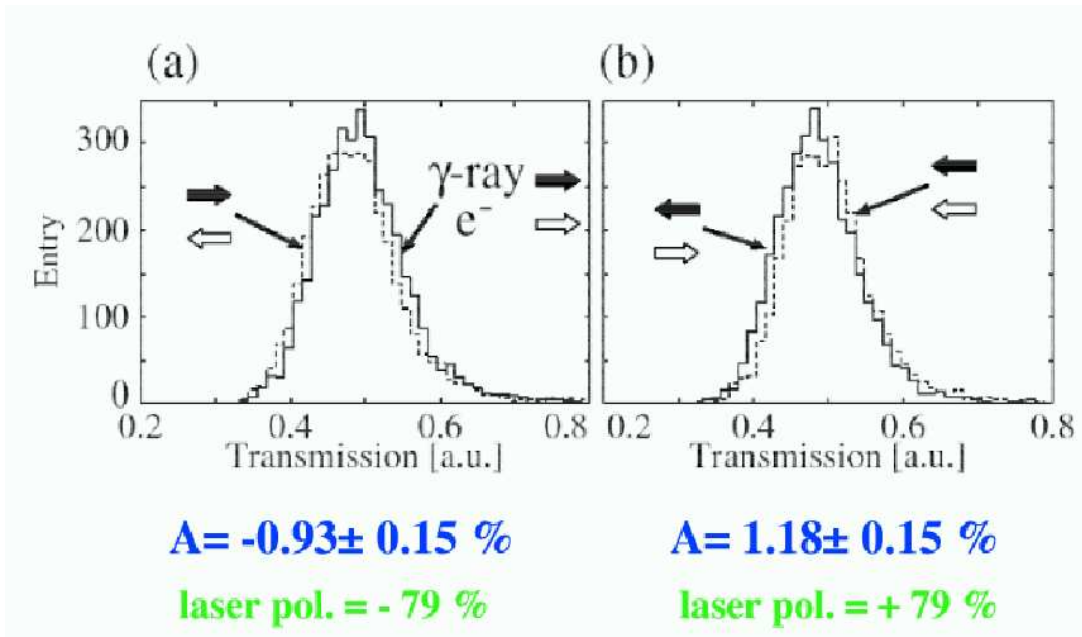 (a)
(b)
300
200
100
0
Entry
γ-ray
e⁻
0.2 0.4 0.6 0.8
Transmission [a.u.]
0.2 0.4 0.6 0.8
Transmission [a.u.]
A= -0.93± 0.15 %
A= 1.18± 0.15 %
laser pol. = - 79 %
laser pol. = + 79 %